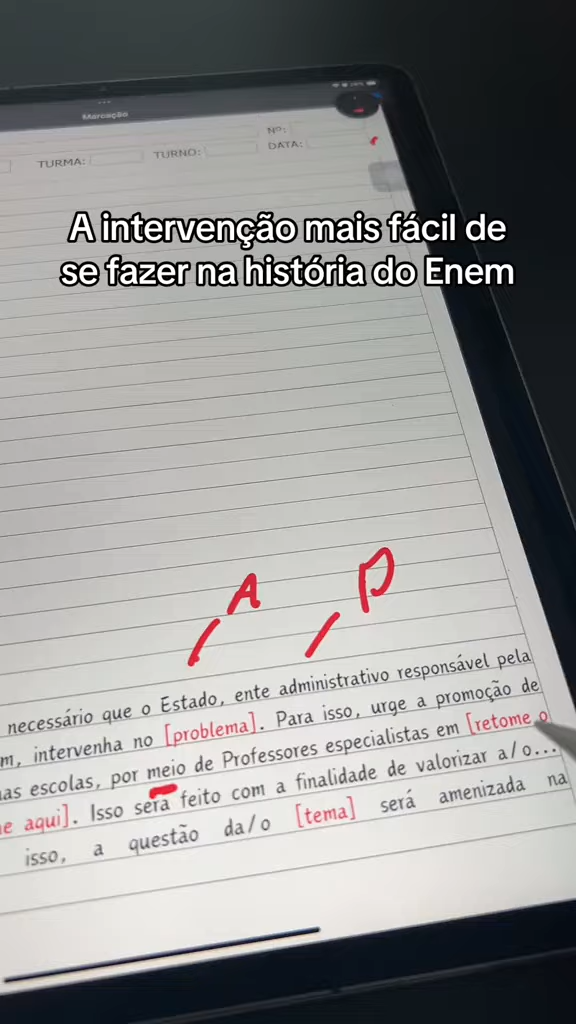 Marcação
Nº:
TURMA: TURNO: DATA:
A intervenção mais fácil de
se fazer na história do Enem
A D
necessário que o Estado, ente administrativo responsável pela
m, intervenha no [problema]. Para isso, urge a promoção de
as escolas, por meio de Professores especialistas em [retome o
e aqui]. Isso será feito com a finalidade de valorizar a/o...
isso, a questão da/o [tema] será amenizada na